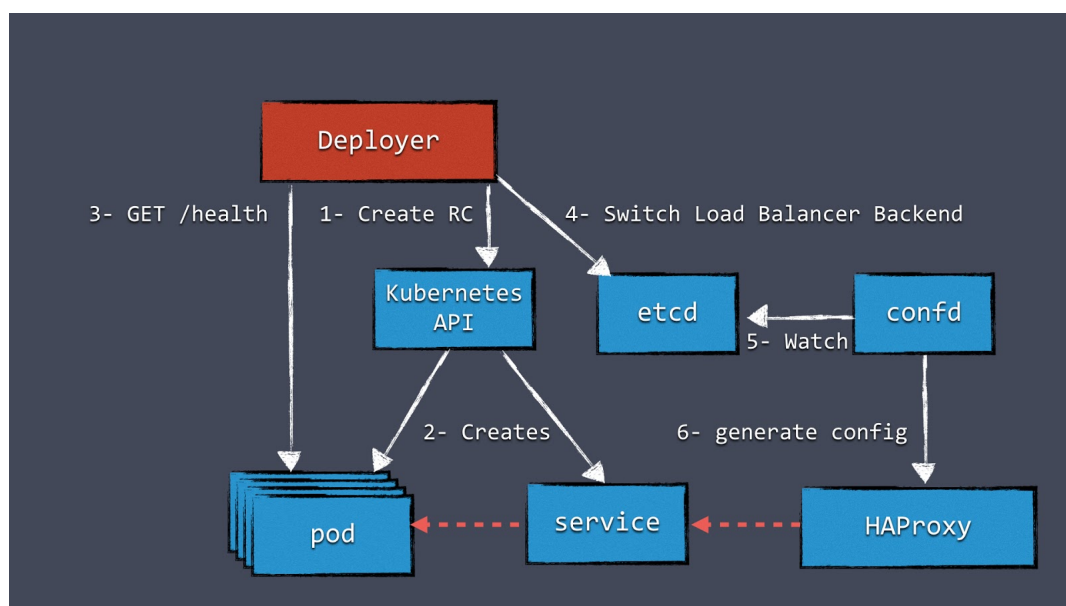 Deployer
3- GET /health
1- Create RC
4- Switch Load Balancer Backend
Kubernetes
API
etcd
confd
5- Watch
2- Creates
6- generate config
pod
service
HAProxy